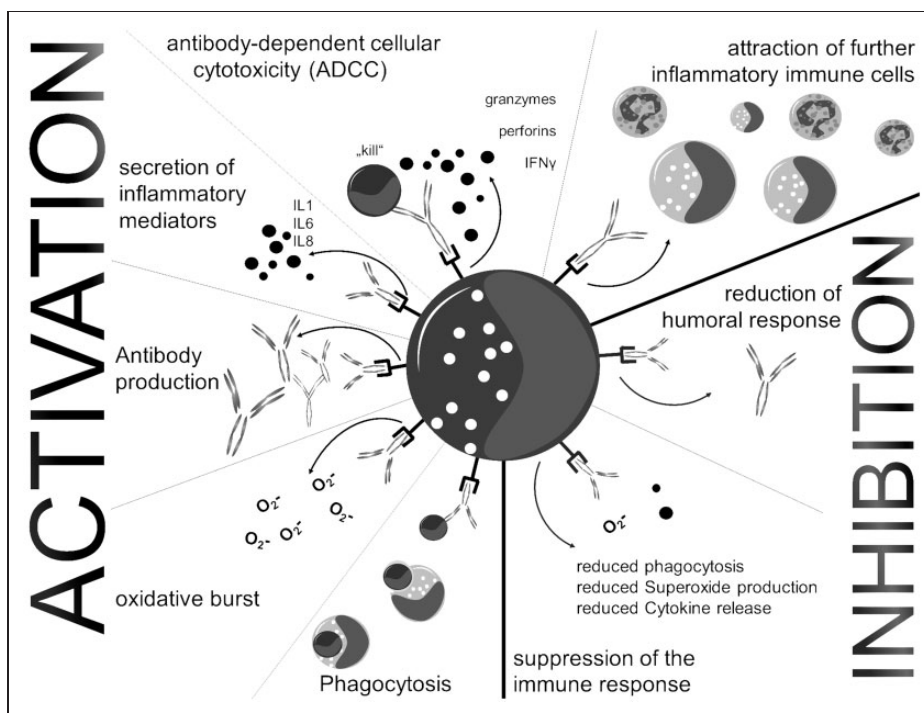 ACTIVATION
antibody-dependent cellular
cytotoxicity (ADCC)
granzymes
perforins
IFNγ
„kill“
attraction of further
inflammatory immune cells
secretion of
inflammatory
mediators
IL1
IL6
IL8
Antibody
production
O₂⁻
O₂⁻
O₂⁻
O₂⁻
O₂⁻
oxidative burst
Phagocytosis
INHIBITION
reduction of
humoral response
O₂⁻
reduced phagocytosis
reduced Superoxide production
reduced Cytokine release
suppression of the
immune response